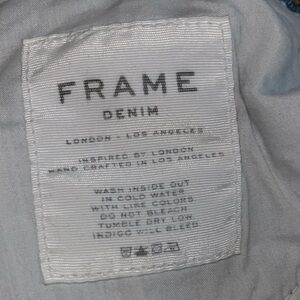 FRAME
DENIM
LONDON - LOS ANGELES
INSPIRED BY LONDON
HAND CRAFTED IN LOS ANGELES
WASH INSIDE OUT
IN COLD WATER
WITH LIKE COLORS
DO NOT BLEACH
TUMBLE DRY LOW
INDIGO WILL BLEED